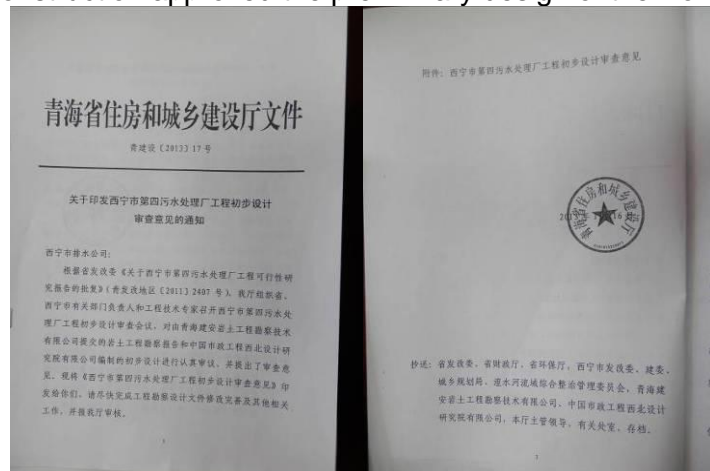 青海省住房和城乡建设厅文件
青建设〔2013〕17号
关于印发西宁市第四污水处理厂工程初步设计
审查意见的通知
西宁市排水公司:
根据省发改委《关于西宁市第四污水处理厂工程可行性研
究报告的批复》(青发改地区〔2011〕2407号),我厅组织省、
西宁市有关部门负责人和工程技术专家召开西宁市第四污水处
理厂工程初步设计审查会议,对由青海建安岩土工程勘察技术
有限公司提交的岩土工程勘察报告和中国市政工程西北设计研
究院有限公司编制的初步设计进行认真审议,并提出了审查意
见。现将《西宁市第四污水处理厂工程初步设计审查意见》印
发给你们。请尽快完成工程勘察设计文件修改完善及其他相关
工作,并报我厅审核。
1
附件:西宁市第四污水处理厂工程初步设计审查意见
青海省住房和城乡建设厅
抄送:省发改委、省财政厅、省环保厅,西宁市发改委、建委、
城乡规划局、湟水河流域综合整治管理委员会,青海建
安岩土工程勘察技术有限公司、中国市政工程西北设计
研究院有限公司,本厅主管领导、有关处室、存档。